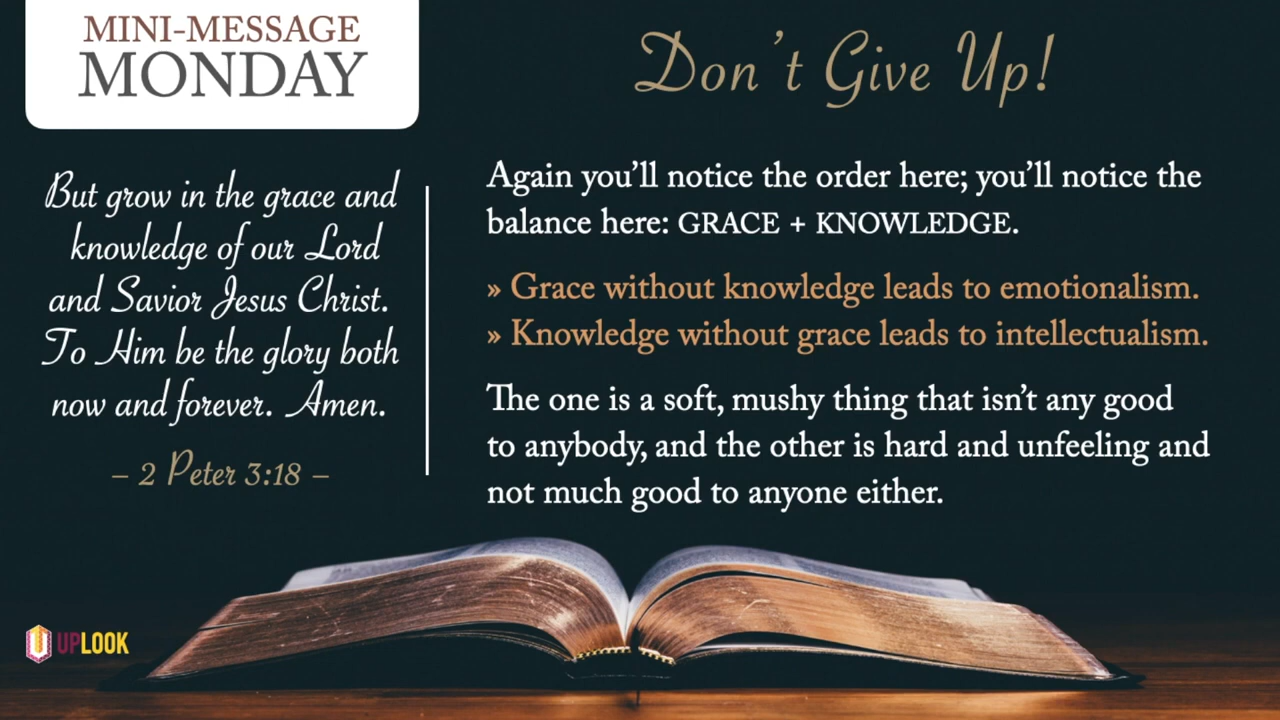 MINI-MESSAGE
MONDAY
Don't Give Up!
But grow in the grace and
knowledge of our Lord
and Savior Jesus Christ.
To Him be the glory both
now and forever. Amen.
– 2 Peter 3:18 –
Again you’ll notice the order here; you’ll notice the
balance here: GRACE + KNOWLEDGE.
» Grace without knowledge leads to emotionalism.
» Knowledge without grace leads to intellectualism.
The one is a soft, mushy thing that isn’t any good
to anybody, and the other is hard and unfeeling and
not much good to anyone either.
UPLOOK